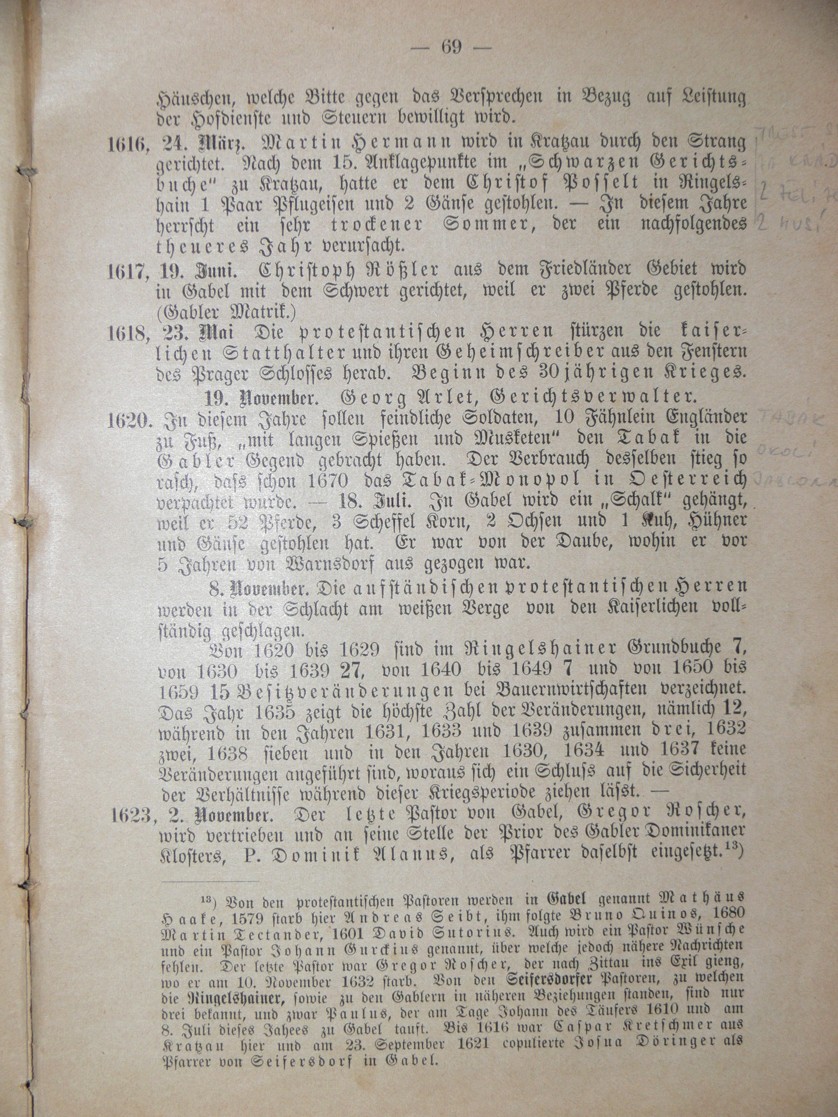 — 69 —
Häuschen, welche Bitte gegen das Versprechen in Bezug auf Leistung
der Hofdienste und Steuern bewilligt wird.
1616, 24. März. Martin Hermann wird in Kratzau durch den Strang
gerichtet. Nach dem 15. Anklagepunkte im „Schwarzen Gerichts-
buche“ zu Kratzau, hatte er dem Christof Posselt in Ringels-
hain 1 Paar Pflugeisen und 2 Gänse gestohlen. — In diesem Jahre
herrscht ein sehr trockener Sommer, der ein nachfolgendes
theueres Jahr verursacht.
1617, 19. Juni. Christoph Rößler aus dem Friedländer Gebiet wird
in Gabel mit dem Schwert gerichtet, weil er zwei Pferde gestohlen.
(Gabler Matrik.)
1618, 23. Mai Die protestantischen Herren stürzen die kaiser-
lichen Statthalter und ihren Geheimschreiber aus den Fenstern
des Prager Schlosses herab. Beginn des 30jährigen Krieges.
19. November. Georg Arlet, Gerichtsverwalter.
1620. In diesem Jahre sollen feindliche Soldaten, 10 Fähnlein Engländer
zu Fuß, „mit langen Spießen und Musketen“ den Tabak in die
Gabler Gegend gebracht haben. Der Verbrauch desselben stieg so
rasch, dass schon 1670 das Tabak-Monopol in Oesterreich
verpachtet wurde. — 18. Juli. In Gabel wird ein „Schalk“ gehängt,
weil er 52 Pferde, 3 Scheffel Korn, 2 Ochsen und 1 Kuh, Hühner
und Gänse gestohlen hat. Er war von der Daube, wohin er vor
5 Jahren von Warnsdorf aus gezogen war.
8. November. Die aufständischen protestantischen Herren
werden in der Schlacht am weißen Berge von den Kaiserlichen voll-
ständig geschlagen.
Von 1620 bis 1629 sind im Ringelshainer Grundbuche 7,
von 1630 bis 1639 27, von 1640 bis 1649 7 und von 1650 bis
1659 15 Besitzveränderungen bei Bauernwirtschaften verzeichnet.
Das Jahr 1635 zeigt die höchste Zahl der Veränderungen, nämlich 12,
während in den Jahren 1631, 1633 und 1639 zusammen drei, 1632
zwei, 1638 sieben und in den Jahren 1630, 1634 und 1637 keine
Veränderungen angeführt sind, woraus sich ein Schluss auf die Sicherheit
der Verhältnisse während dieser Kriegsperiode ziehen lässt. —
1623, 2. November. Der letzte Pastor von Gabel, Gregor Roscher,
wird vertrieben und an seine Stelle der Prior des Gabler Dominikaner
Klosters, P. Dominik Alanus, als Pfarrer daselbst eingesetzt.¹³)
¹³) Von den protestantischen Pastoren werden in Gabel genannt Mathäus
Haake, 1579 starb hier Andreas Seibt, ihm folgte Bruno Quinos, 1680
Martin Tectander, 1601 David Sutorius. Auch wird ein Pastor Wünsche
und ein Pastor Johann Gurckius genannt, über welche jedoch nähere Nachrichten
fehlen. Der letzte Pastor war Gregor Roscher, der nach Zittau ins Exil gieng,
wo er am 10. November 1632 starb. Von den Seifersdorfer Pastoren, zu welchen
die Ringelshainer, sowie zu den Gablern in näheren Beziehungen standen, sind nur
drei bekannt, und zwar Paulus, der am Tage Johann des Täufers 1610 und am
8. Juli dieses Jahres zu Gabel tauft. Bis 1616 war Caspar Kretschmer aus
Kratzau hier und am 23. September 1621 copulierte Josua Döringer als
Pfarrer von Seifersdorf in Gabel.
TABÁK
OKOLÍ